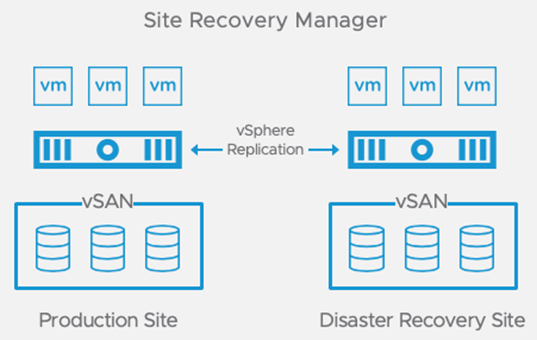 Site Recovery Manager
vm vm vm vm vm vm
vSphere
Replication
vSAN vSAN
Production Site Disaster Recovery Site